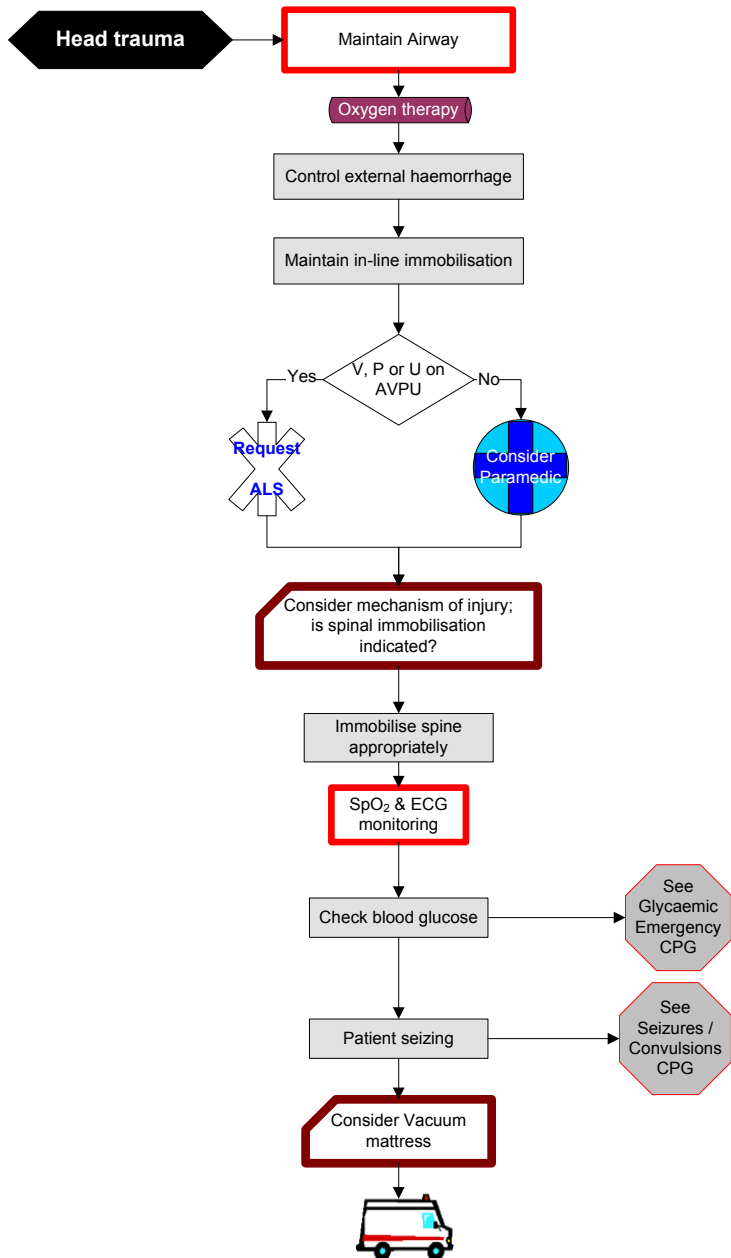 Head trauma
Maintain Airway
Oxygen therapy
Control external haemorrhage
Maintain in-line immobilisation
V, P or U on
AVPU
Yes
No
Request
ALS
Consider
Paramedic
Consider mechanism of injury;
is spinal immobilisation
indicated?
Immobilise spine
appropriately
SpO₂ & ECG
monitoring
Check blood glucose
See
Glycaemic
Emergency
CPG
Patient seizing
See
Seizures /
Convulsions
CPG
Consider Vacuum
mattress